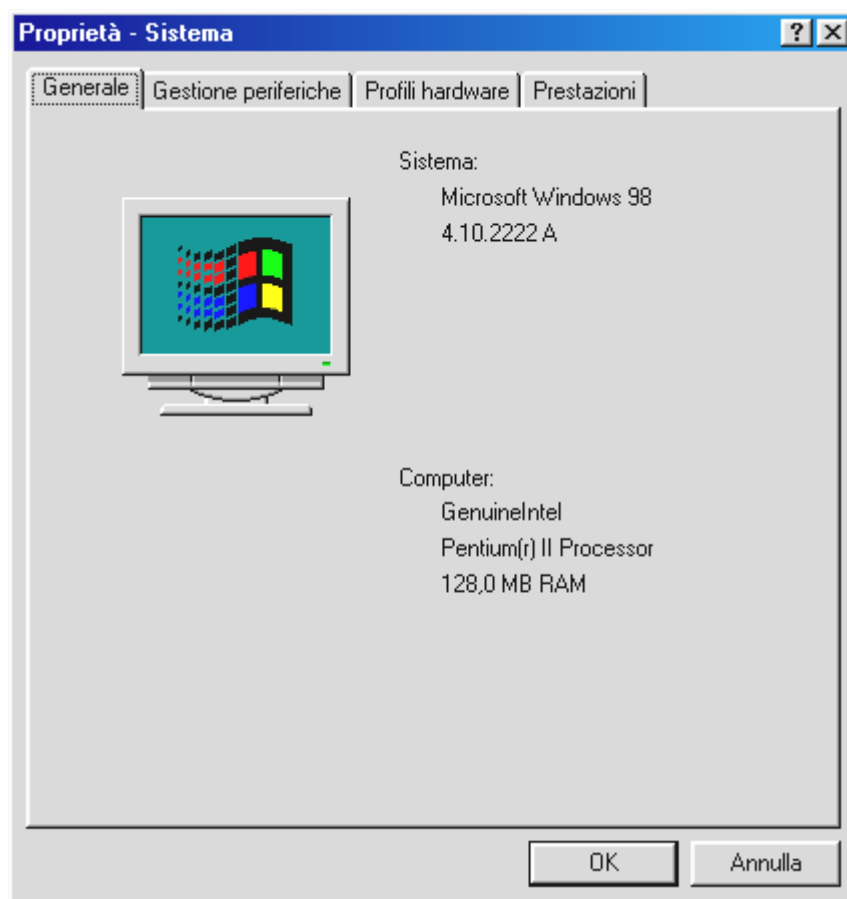 Proprietà - Sistema
Generale Gestione periferiche Profili hardware Prestazioni
Sistema:
Microsoft Windows 98
4.10.2222 A
Computer:
GenuineIntel
Pentium(r) II Processor
128,0 MB RAM
OK Annulla